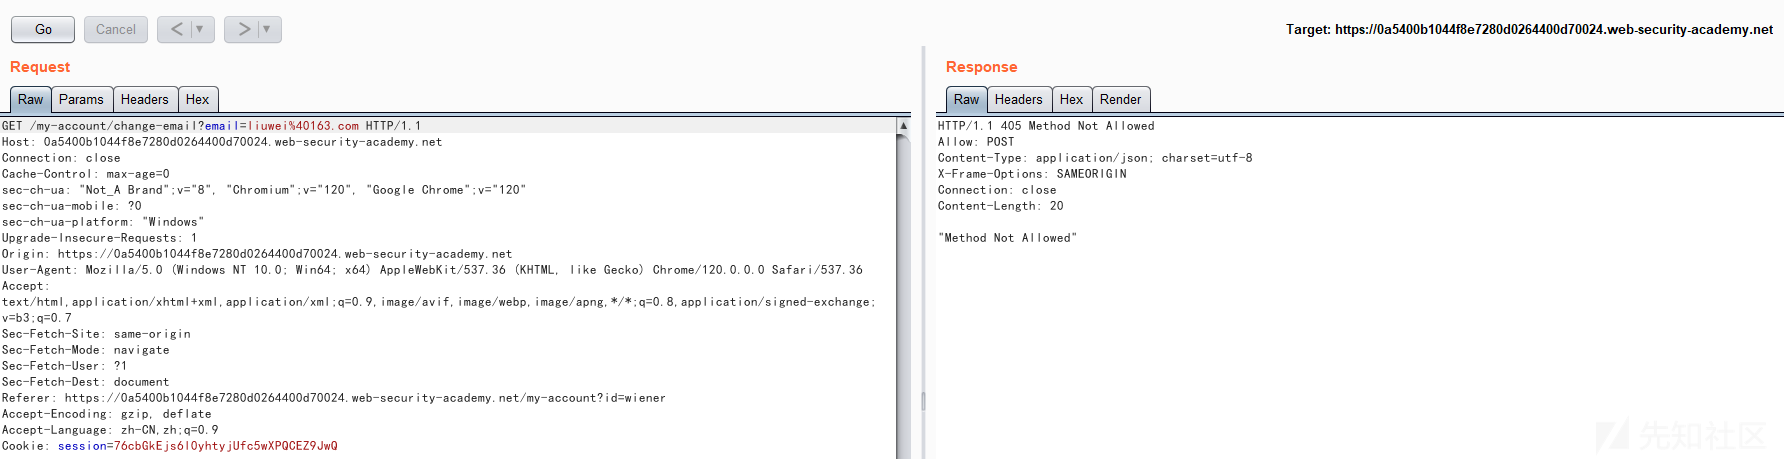 Go Cancel < ▼ > ▼ Target: https://0a5400b1044f8e7280d0264400d70024.web-security-academy.net
Request
Raw Params Headers Hex
GET /my-account/change-email?email=liuwei%40163.com HTTP/1.1
Host: 0a5400b1044f8e7280d0264400d70024.web-security-academy.net
Connection: close
Cache-Control: max-age=0
sec-ch-ua: "Not_A Brand";v="8", "Chromium";v="120", "Google Chrome";v="120"
sec-ch-ua-mobile: ?0
sec-ch-ua-platform: "Windows"
Upgrade-Insecure-Requests: 1
Origin: https://0a5400b1044f8e7280d0264400d70024.web-security-academy.net
User-Agent: Mozilla/5.0 (Windows NT 10.0; Win64; x64) AppleWebKit/537.36 (KHTML, like Gecko) Chrome/120.0.0.0 Safari/537.36
Accept:
text/html,application/xhtml+xml,application/xml;q=0.9,image/avif,image/webp,image/apng,*/*;q=0.8,application/signed-exchange;
v=b3;q=0.7
Sec-Fetch-Site: same-origin
Sec-Fetch-Mode: navigate
Sec-Fetch-User: ?1
Sec-Fetch-Dest: document
Referer: https://0a5400b1044f8e7280d0264400d70024.web-security-academy.net/my-account?id=wiener
Accept-Encoding: gzip, deflate
Accept-Language: zh-CN,zh;q=0.9
Cookie: session=76cbGkEjs6l0yhtyjUfc5wXPQCEZ9JwQ
Response
Raw Headers Hex Render
HTTP/1.1 405 Method Not Allowed
Allow: POST
Content-Type: application/json; charset=utf-8
X-Frame-Options: SAMEORIGIN
Connection: close
Content-Length: 20
"Method Not Allowed"
先知社区